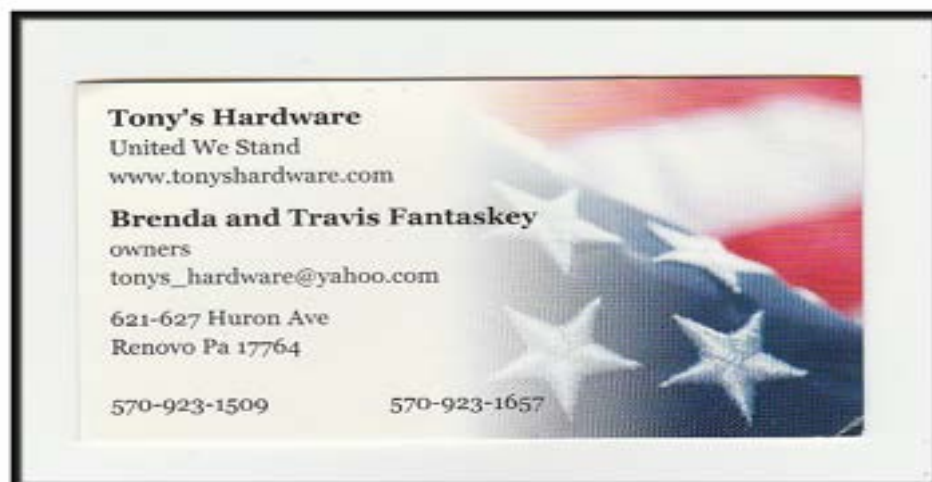 Tony's Hardware
United We Stand
www.tonyshardware.com
Brenda and Travis Fantaskey
owners
tonys_hardware@yahoo.com
621-627 Huron Ave
Renovo Pa 17764
570-923-1509 570-923-1657